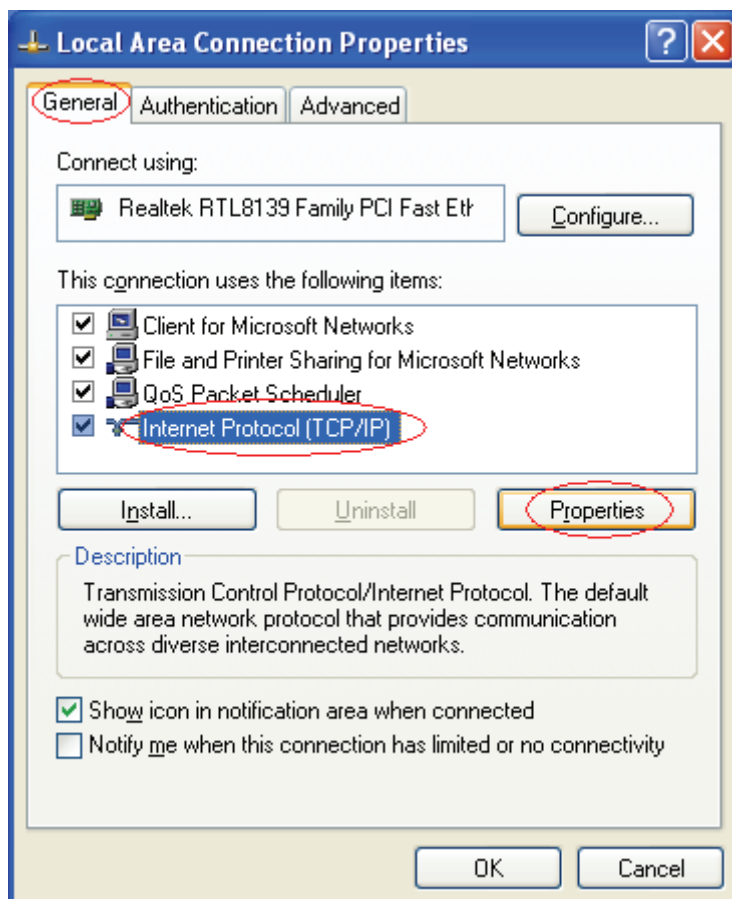 Local Area Connection Properties
General Authentication Advanced
Connect using:
Realtek RTL8139 Family PCI Fast Eth
Configure...
This connection uses the following items:
Client for Microsoft Networks
File and Printer Sharing for Microsoft Networks
QoS Packet Scheduler
Internet Protocol (TCP/IP)
Install... Uninstall Properties
Description
Transmission Control Protocol/Internet Protocol. The default
wide area network protocol that provides communication
across diverse interconnected networks.
Show icon in notification area when connected
Notify me when this connection has limited or no connectivity
OK Cancel